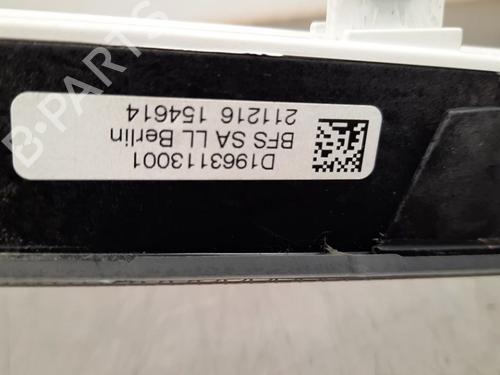 D1963113001
BFS SA LL Berlin
211216 154614
B-PARTS